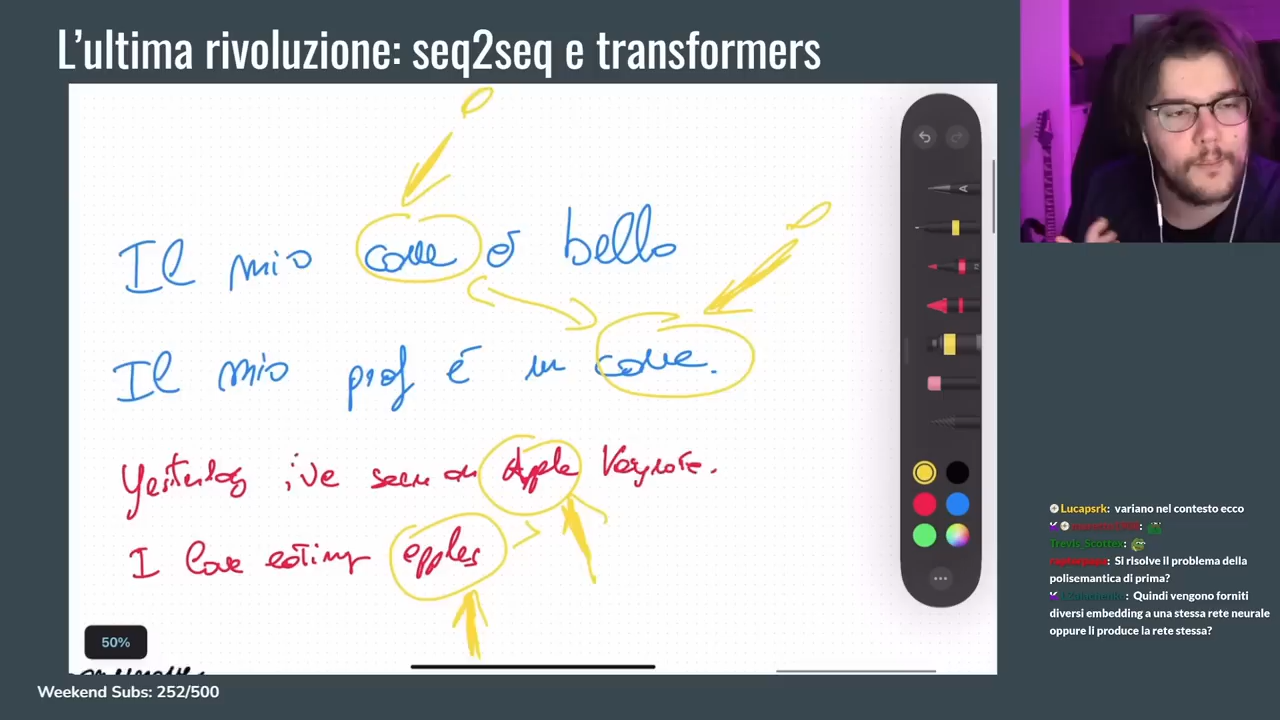 L'ultima rivoluzione: seq2seq e transformers
Il mio cane è bello
Il mio prof è un cane.
Yesterday i've seen an Apple Keynote.
I love eating apples
50%
Weekend Subs: 252/500
Lucapsrk: variano nel contesto ecco
Travis_Scottex:
Si risolve il problema della
polisemantica di prima?
Quindi vengono forniti
diversi embedding a una stessa rete neurale
oppure li produce la rete stessa?